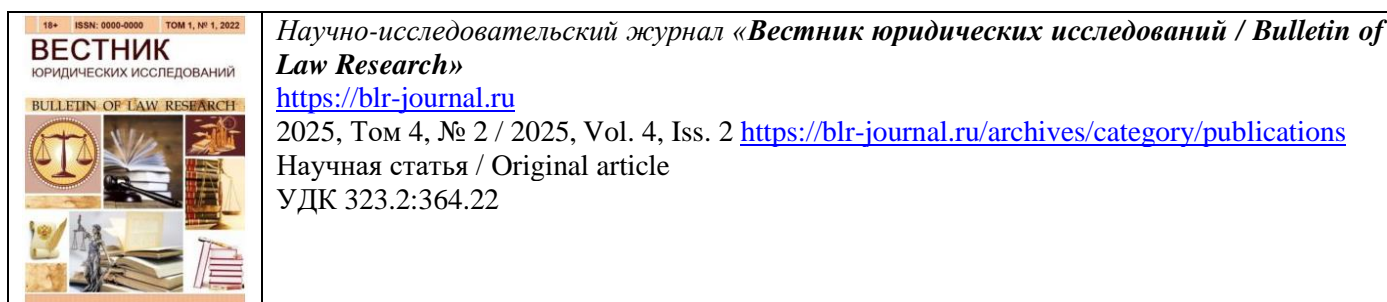 18+ ISSN: 0000-0000 ТОМ 1, № 1, 2022
ВЕСТНИК
ЮРИДИЧЕСКИХ ИССЛЕДОВАНИЙ
BULLETIN OF LAW RESEARCH
Научно-исследовательский журнал «Вестник юридических исследований / Bulletin of
Law Research»
https://blr-journal.ru
2025, Том 4, № 2 / 2025, Vol. 4, Iss. 2 https://blr-journal.ru/archives/category/publications
Научная статья / Original article
УДК 323.2:364.22